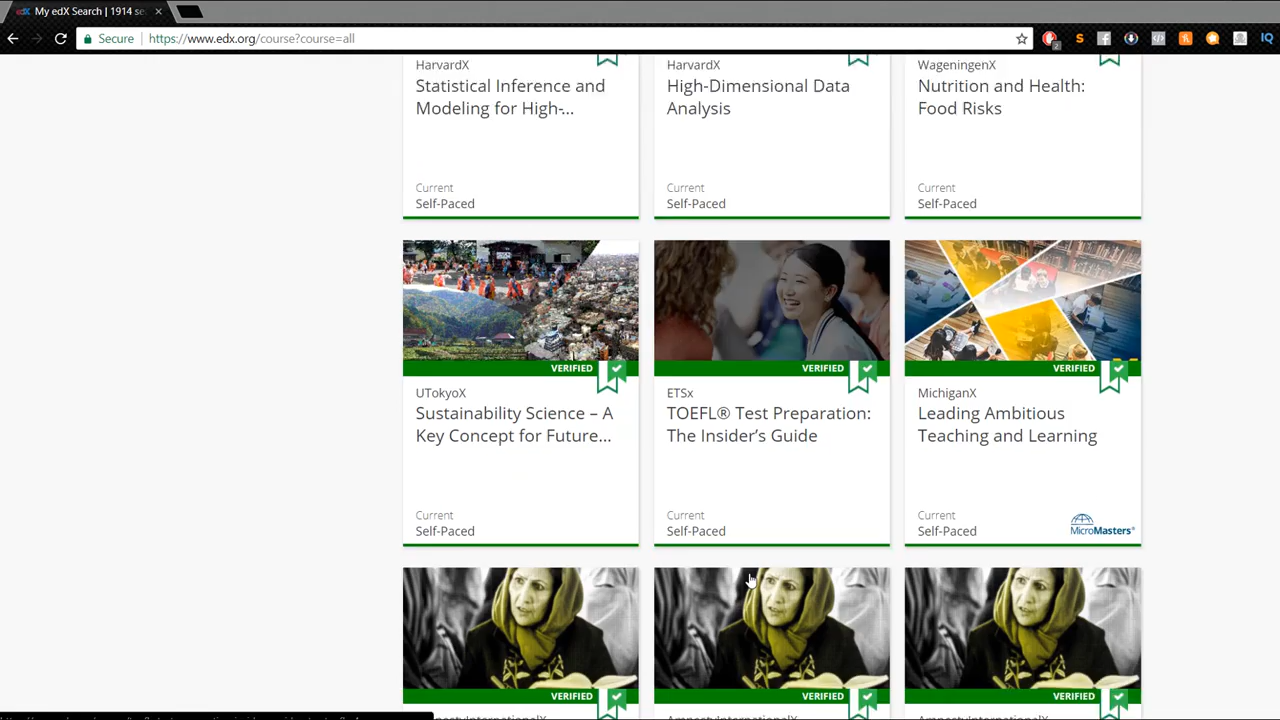 My edX Search | 1914 se
Secure
https://www.edx.org/course?course=all
2
HarvardX
Statistical Inference and
Modeling for High-...
Current
Self-Paced
HarvardX
High-Dimensional Data
Analysis
Current
Self-Paced
WageningenX
Nutrition and Health:
Food Risks
Current
Self-Paced
VERIFIED
UTokyoX
Sustainability Science – A
Key Concept for Future...
Current
Self-Paced
VERIFIED
ETSx
TOEFL® Test Preparation:
The Insider’s Guide
Current
Self-Paced
VERIFIED
MichiganX
Leading Ambitious
Teaching and Learning
Current
Self-Paced
MicroMasters®
VERIFIED
VERIFIED
VERIFIED
AmnestyInternationalX
AmnestyInternationalX
AmnestyInternationalX